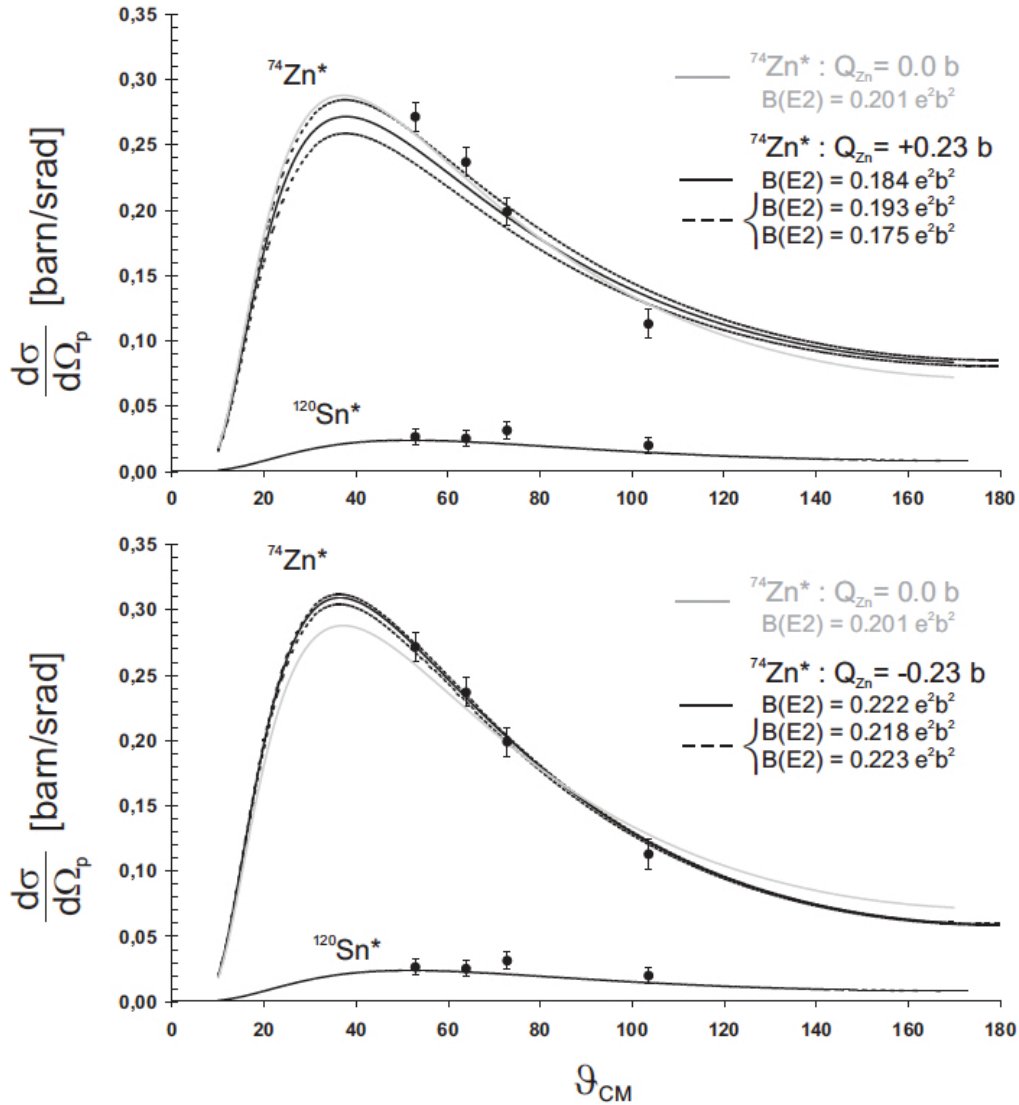 0,35
0,30
0,25
0,20
0,15
0,10
0,05
0,00
dσ
dΩp
[barn/srad]
⁷⁴Zn*
¹²⁰Sn*
⁷⁴Zn* : Q_Zn = 0.0 b
B(E2) = 0.201 e²b²
⁷⁴Zn* : Q_Zn = +0.23 b
B(E2) = 0.184 e²b²
B(E2) = 0.193 e²b²
B(E2) = 0.175 e²b²
0 20 40 60 80 100 120 140 160 180
0,35
0,30
0,25
0,20
0,15
0,10
0,05
0,00
dσ
dΩp
[barn/srad]
⁷⁴Zn*
¹²⁰Sn*
⁷⁴Zn* : Q_Zn = 0.0 b
B(E2) = 0.201 e²b²
⁷⁴Zn* : Q_Zn = -0.23 b
B(E2) = 0.222 e²b²
B(E2) = 0.218 e²b²
B(E2) = 0.223 e²b²
0 20 40 60 80 100 120 140 160 180
ϑ_CM